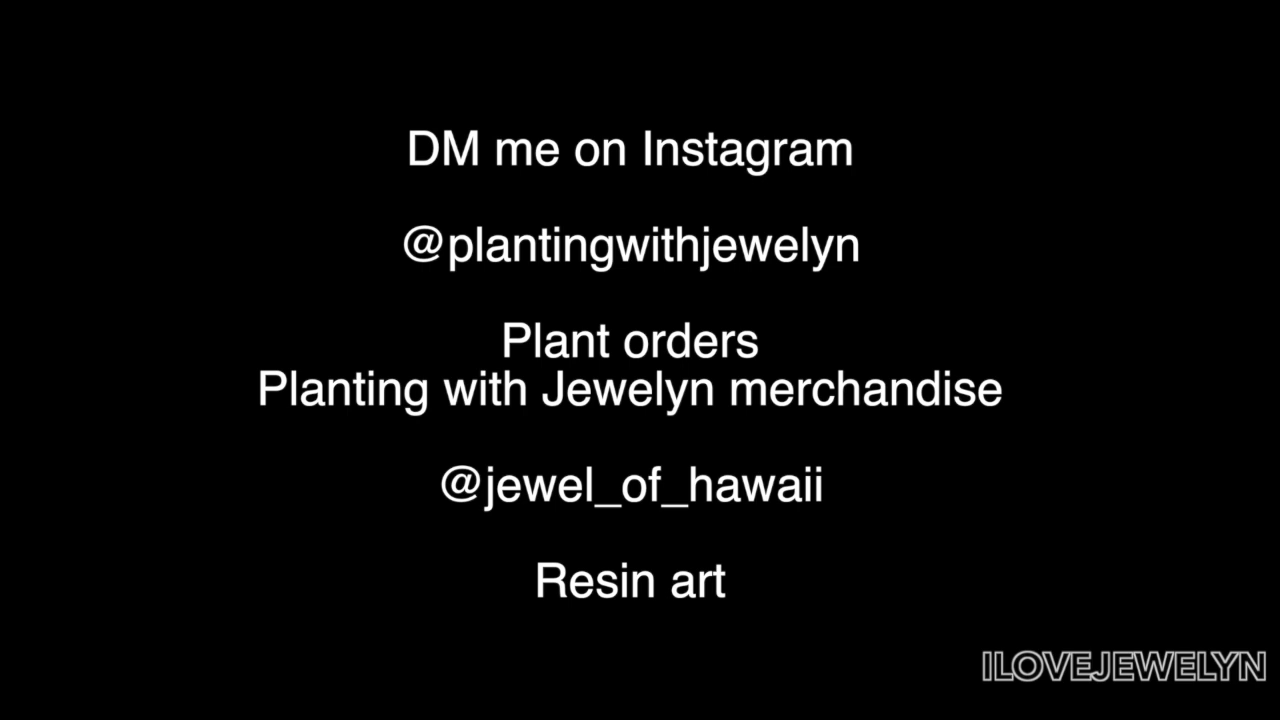 DM me on Instagram
@plantingwithjewelyn
Plant orders
Planting with Jewelyn merchandise
@jewel_of_hawaii
Resin art
ILOVEJEWELYN